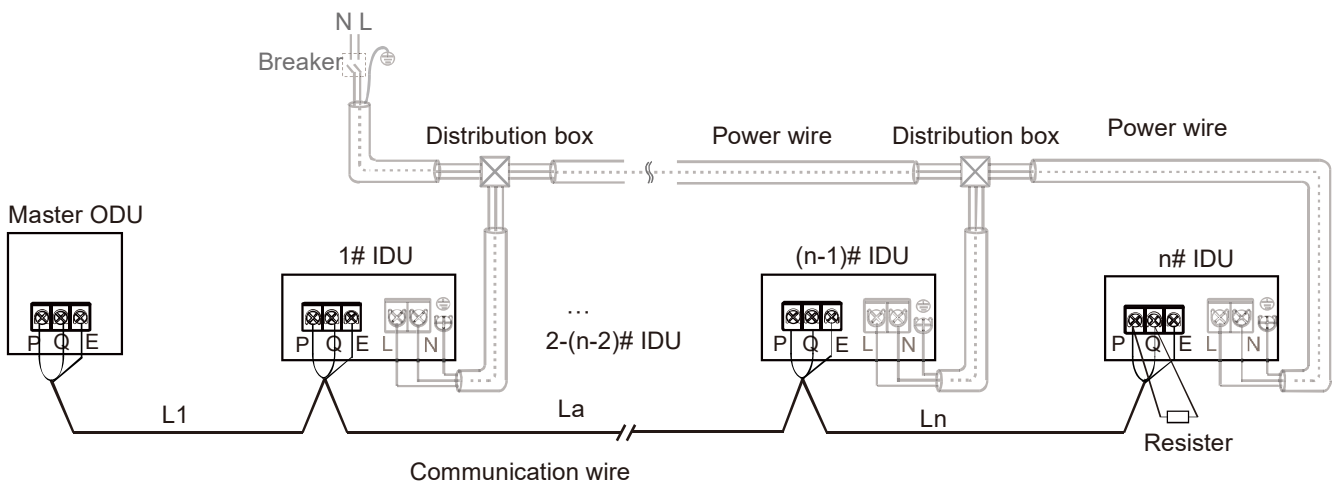 N L
Breaker
Distribution box
Power wire
Distribution box
Power wire
Master ODU
1# IDU
(n-1)# IDU
n# IDU
...
2-(n-2)# IDU
P Q E
P Q E L N
P Q E L N
P Q E L N
L1
La
Ln
Resister
Communication wire